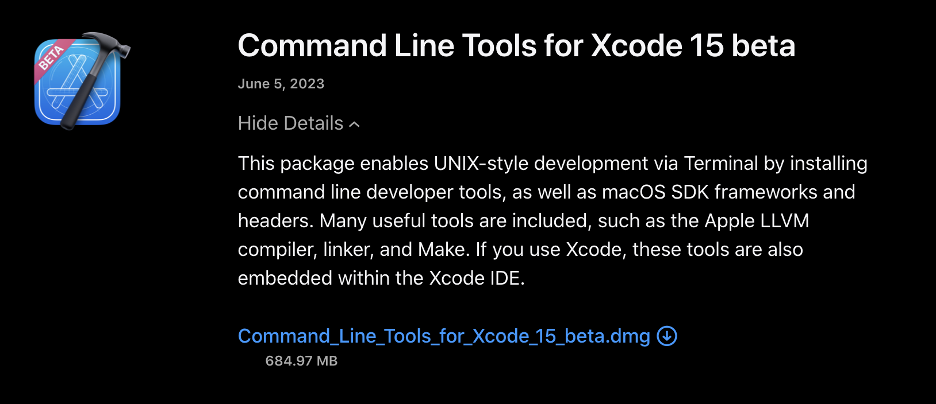 BETA
Command Line Tools for Xcode 15 beta
June 5, 2023
Hide Details
This package enables UNIX-style development via Terminal by installing
command line developer tools, as well as macOS SDK frameworks and
headers. Many useful tools are included, such as the Apple LLVM
compiler, linker, and Make. If you use Xcode, these tools are also
embedded within the Xcode IDE.
Command_Line_Tools_for_Xcode_15_beta.dmg
684.97 MB